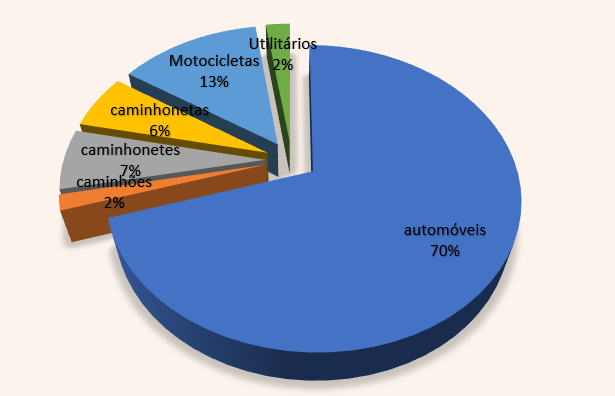 Utilitários
2%
Motocicletas
13%
caminhonetas
6%
caminhonetes
7%
caminhões
2%
automóveis
70%